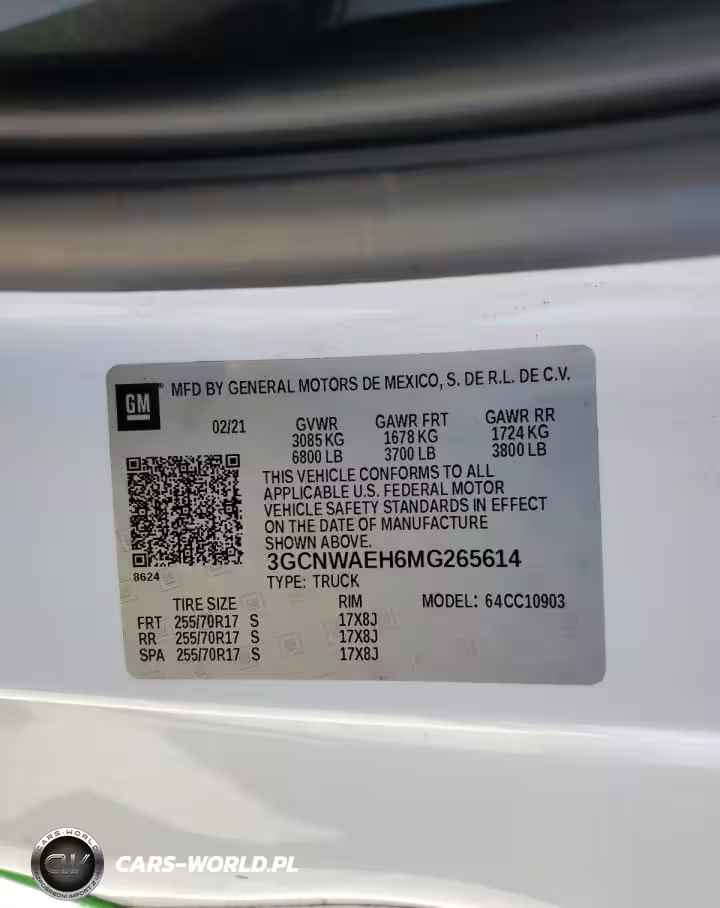 GM
MFD BY GENERAL MOTORS DE MEXICO, S. DE R.L. DE C.V.
02/21 GVWR GAWR FRT GAWR RR
3085 KG 1678 KG 1724 KG
6800 LB 3700 LB 3800 LB
THIS VEHICLE CONFORMS TO ALL
APPLICABLE U.S. FEDERAL MOTOR
VEHICLE SAFETY STANDARDS IN EFFECT
ON THE DATE OF MANUFACTURE
SHOWN ABOVE.
8624
3GCNWAEH6MG265614
TYPE: TRUCK
TIRE SIZE RIM MODEL: 64CC10903
FRT 255/70R17 S 17X8J
RR 255/70R17 S 17X8J
SPA 255/70R17 S 17X8J
CARS-WORLD
CW
CARS-WORLD.PL